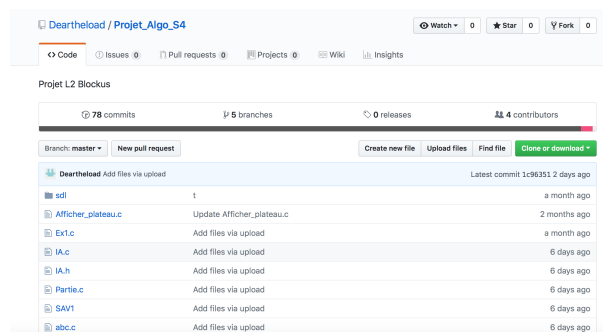 Deartheload / Projet_Algo_S4 Watch 0 Star 0 Fork 0
Code Issues 0 Pull requests 0 Projects 0 Wiki Insights
Projet L2 Blockus
78 commits 5 branches 0 releases 4 contributors
Branch: master New pull request Create new file Upload files Find file Clone or download
Deartheload Add files via upload Latest commit 1c96351 2 days ago
sdl t a month ago
Afficher_plateau.c Update Afficher_plateau.c 2 months ago
Ex1.c Add files via upload a month ago
IA.c Add files via upload 6 days ago
IA.h Add files via upload 6 days ago
Partie.c Add files via upload 6 days ago
SAV1 Add files via upload 6 days ago
abc.c Add files via upload 6 days ago